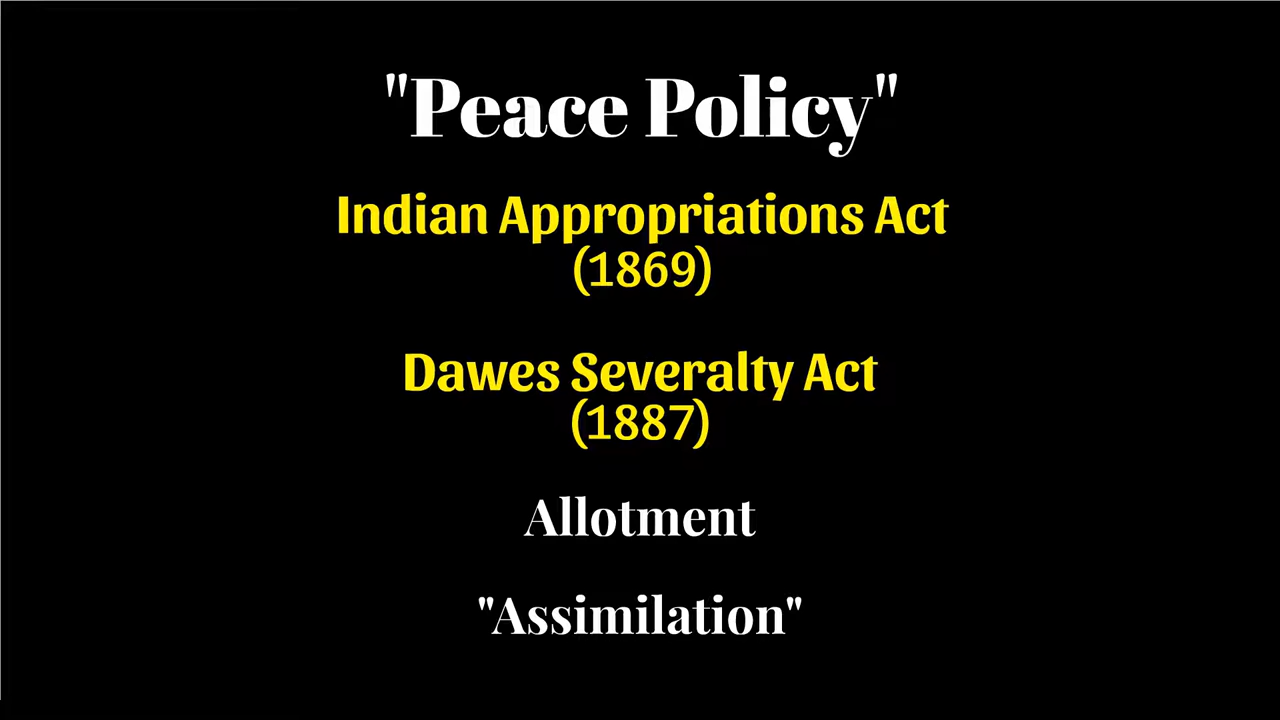 "Peace Policy"
Indian Appropriations Act
(1869)
Dawes Severalty Act
(1887)
Allotment
"Assimilation"